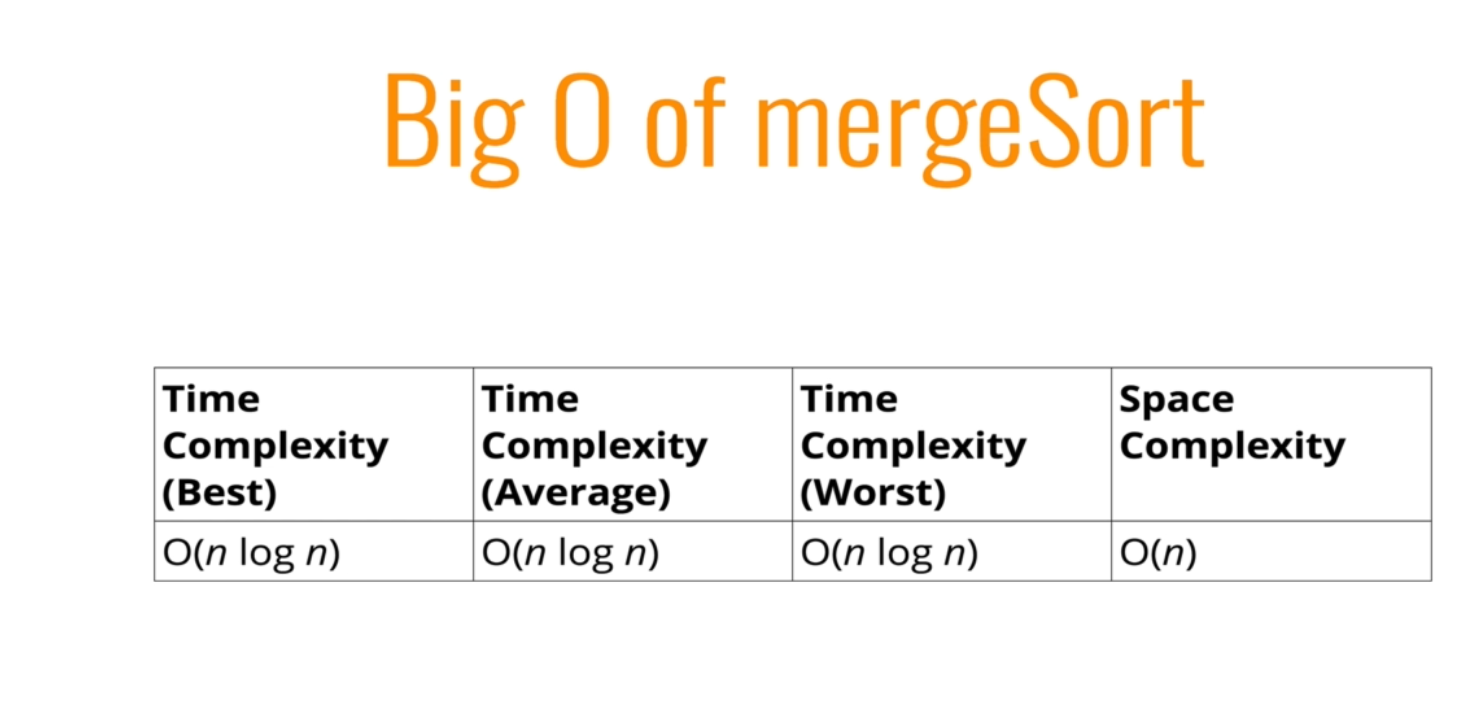 Big O of mergeSort
Time Complexity (Best)
Time Complexity (Average)
Time Complexity (Worst)
Space Complexity
O(n log n)
O(n log n)
O(n log n)
O(n)